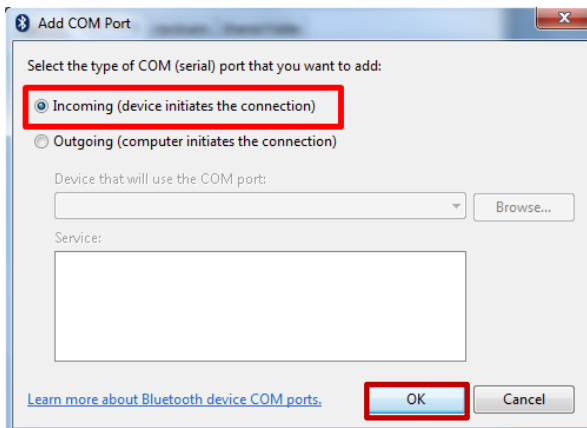 Add COM Port
Select the type of COM (serial) port that you want to add:
Incoming (device initiates the connection)
Outgoing (computer initiates the connection)
Device that will use the COM port:
Browse...
Service:
Learn more about Bluetooth device COM ports.
OK
Cancel